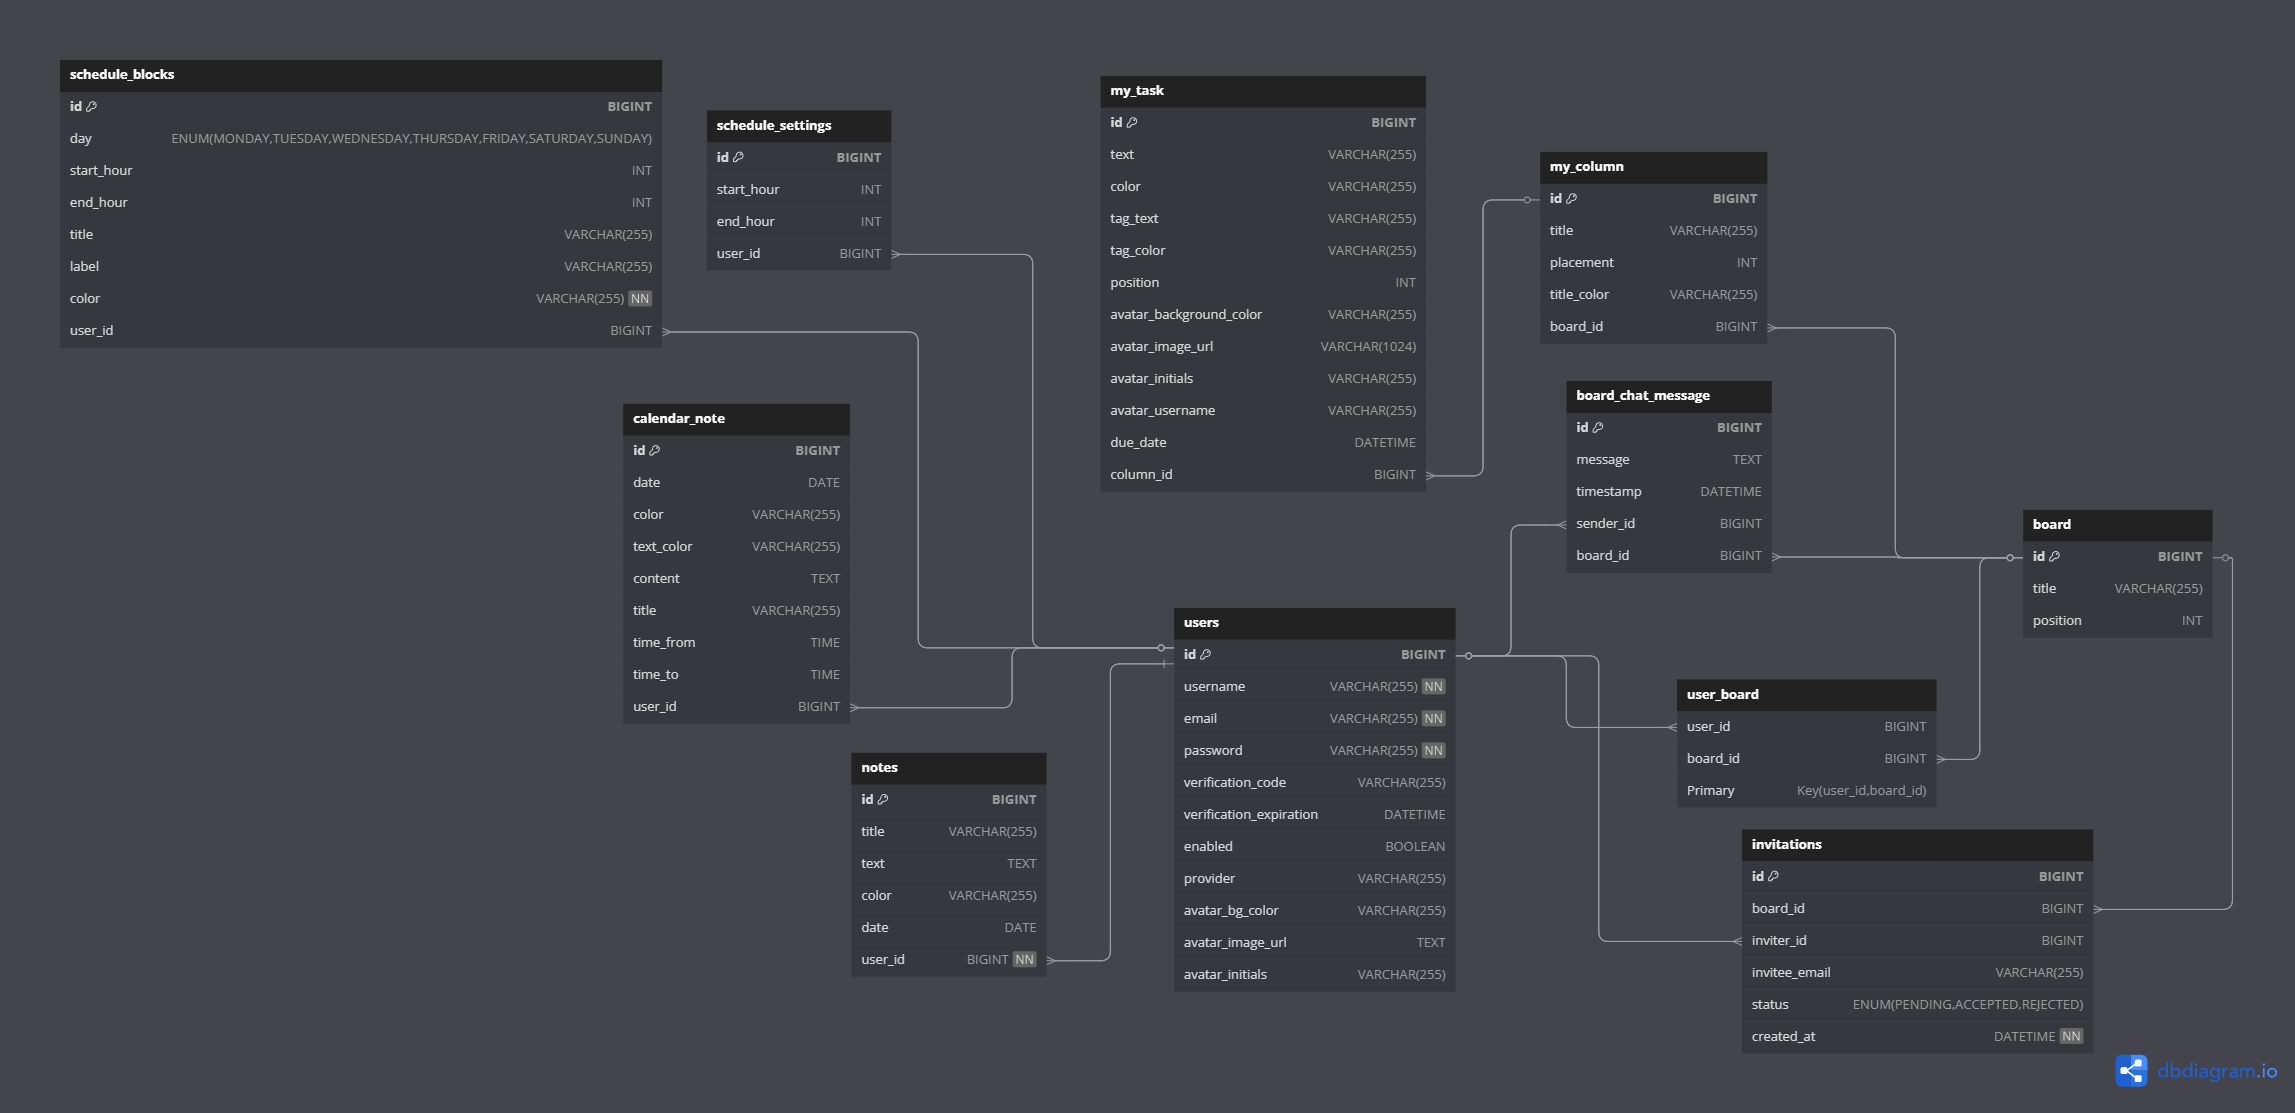 schedule_blocks
id BIGINT
day ENUM(MONDAY,TUESDAY,WEDNESDAY,THURSDAY,FRIDAY,SATURDAY,SUNDAY)
start_hour INT
end_hour INT
title VARCHAR(255)
label VARCHAR(255)
color VARCHAR(255) NN
user_id BIGINT
schedule_settings
id BIGINT
start_hour INT
end_hour INT
user_id BIGINT
my_task
id BIGINT
text VARCHAR(255)
color VARCHAR(255)
tag_text VARCHAR(255)
tag_color VARCHAR(255)
position INT
avatar_background_color VARCHAR(255)
avatar_image_url VARCHAR(1024)
avatar_initials VARCHAR(255)
avatar_username VARCHAR(255)
due_date DATETIME
column_id BIGINT
my_column
id BIGINT
title VARCHAR(255)
placement INT
title_color VARCHAR(255)
board_id BIGINT
calendar_note
id BIGINT
date DATE
color VARCHAR(255)
text_color VARCHAR(255)
content TEXT
title VARCHAR(255)
time_from TIME
time_to TIME
user_id BIGINT
board_chat_message
id BIGINT
message TEXT
timestamp DATETIME
sender_id BIGINT
board_id BIGINT
board
id BIGINT
title VARCHAR(255)
position INT
users
id BIGINT
username VARCHAR(255) NN
email VARCHAR(255) NN
password VARCHAR(255) NN
verification_code VARCHAR(255)
verification_expiration DATETIME
enabled BOOLEAN
provider VARCHAR(255)
avatar_bg_color VARCHAR(255)
avatar_image_url TEXT
avatar_initials VARCHAR(255)
user_board
user_id BIGINT
board_id BIGINT
Primary Key(user_id,board_id)
notes
id BIGINT
title VARCHAR(255)
text TEXT
color VARCHAR(255)
date DATE
user_id BIGINT NN
invitations
id BIGINT
board_id BIGINT
inviter_id BIGINT
invitee_email VARCHAR(255)
status ENUM(PENDING,ACCEPTED,REJECTED)
created_at DATETIME NN
dbdiagram.io